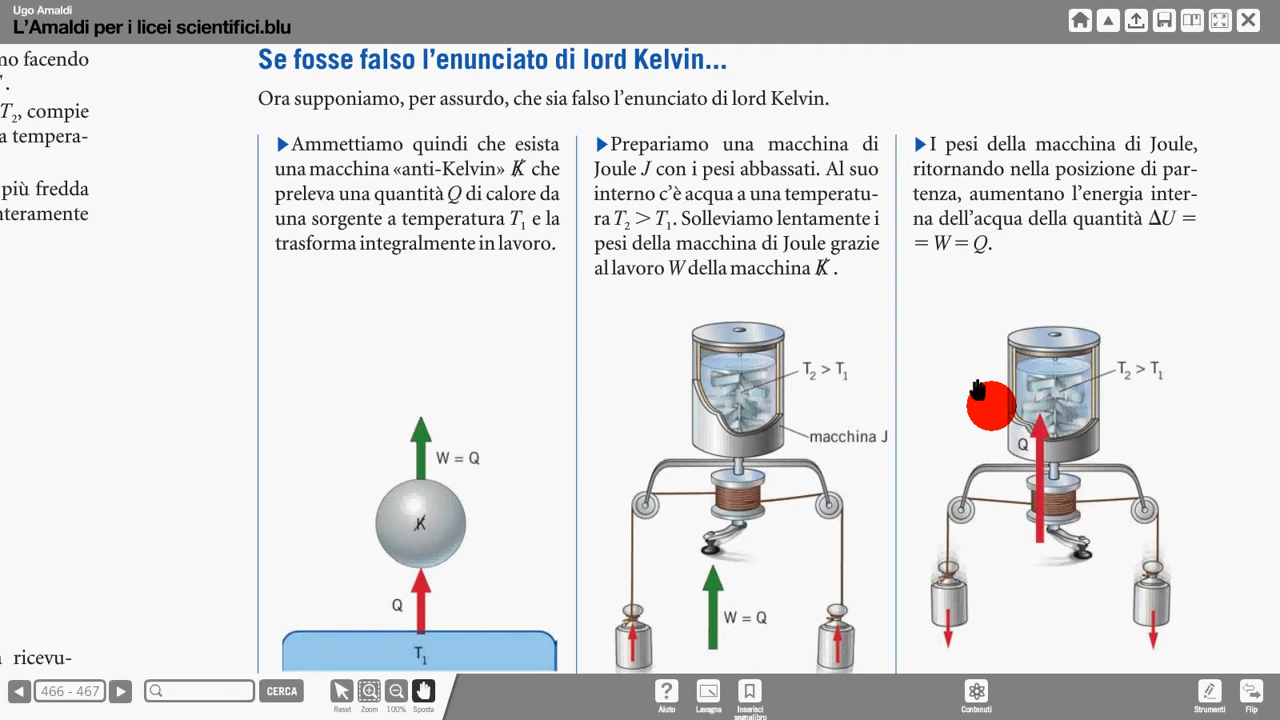 Ugo Amaldi
L'Amaldi per i licei scientifici.blu
mo facendo
T₂, compie
a tempera-
più fredda
nteramente
a ricevu-
Se fosse falso l'enunciato di lord Kelvin...
Ora supponiamo, per assurdo, che sia falso l'enunciato di lord Kelvin.
▶Ammettiamo quindi che esista
una macchina «anti-Kelvin» K̸ che
preleva una quantità Q di calore da
una sorgente a temperatura T₁ e la
trasforma integralmente in lavoro.
W = Q
K̸
Q
T₁
▶Prepariamo una macchina di
Joule J con i pesi abbassati. Al suo
interno c'è acqua a una temperatu-
ra T₂ > T₁. Solleviamo lentamente i
pesi della macchina di Joule grazie
al lavoro W della macchina K̸ .
T₂ > T₁
macchina J
W = Q
▶I pesi della macchina di Joule,
ritornando nella posizione di par-
tenza, aumentano l'energia inter-
na dell'acqua della quantità ΔU =
= W = Q.
T₂ > T₁
Q
466 - 467
CERCA
Reset
Zoom
100%
Sposta
?
Aiuto
Lavagna
Inserisci
segnalibro
Contenuti
Strumenti
Flip